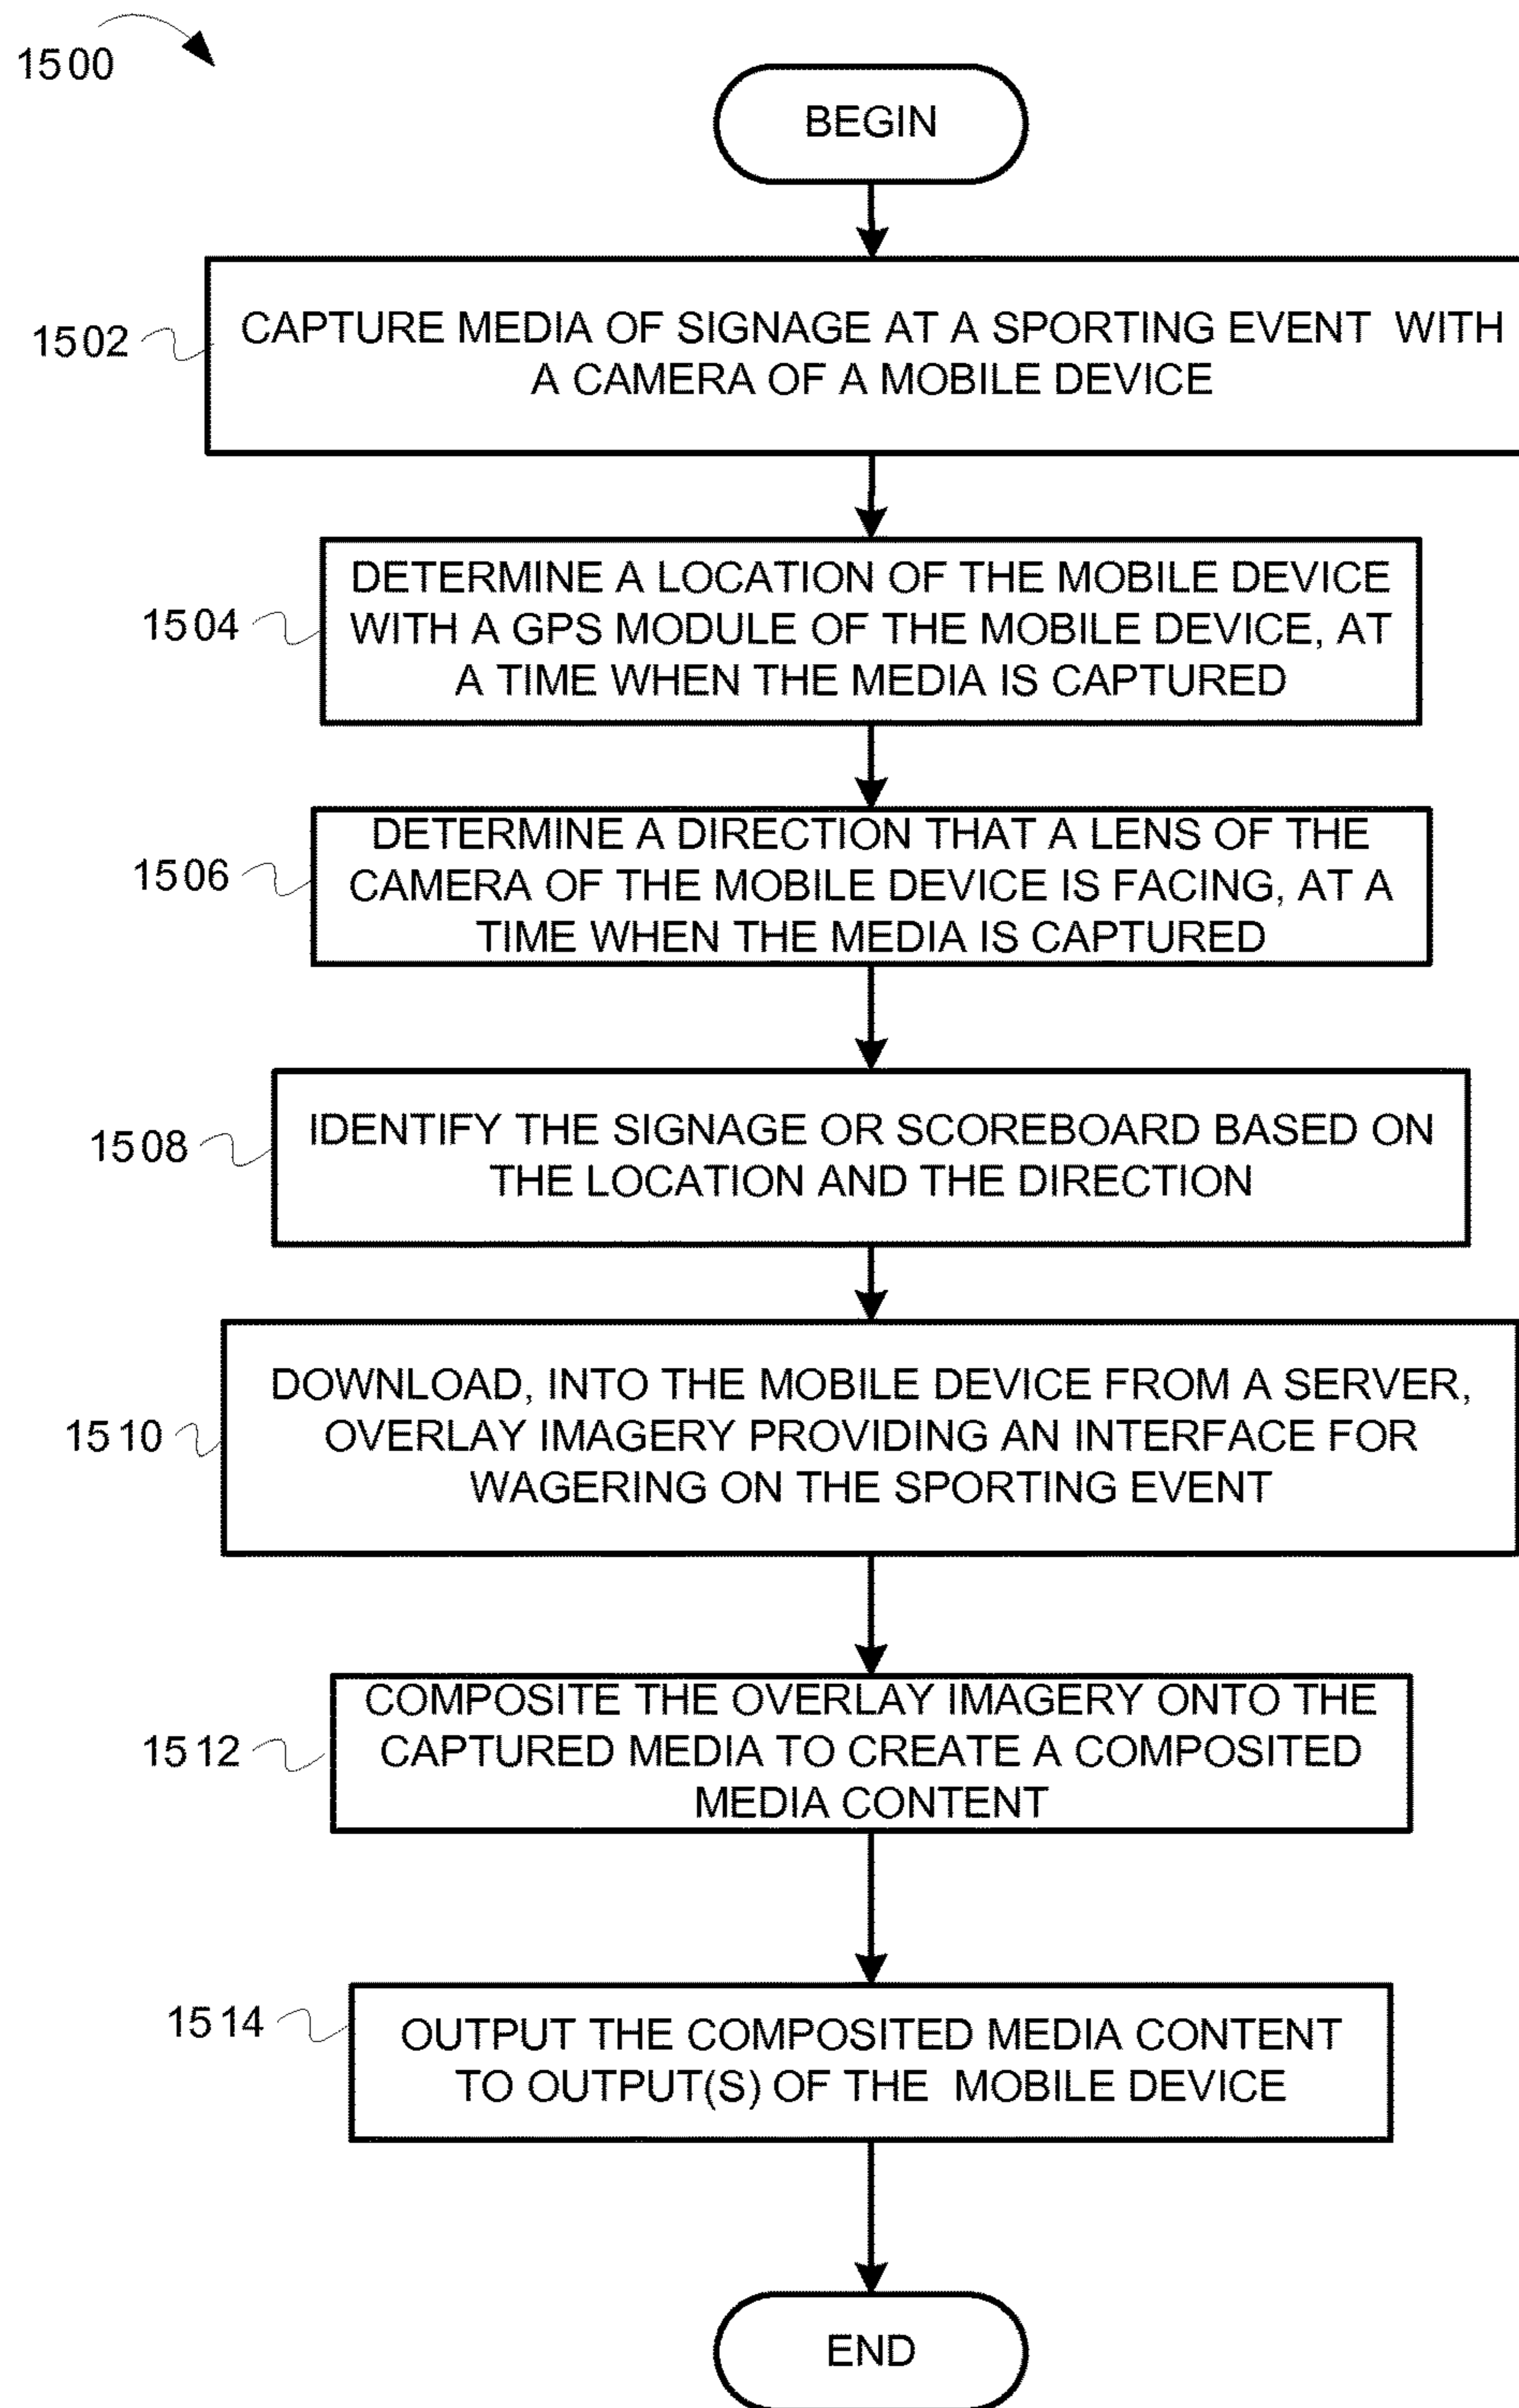 1500
BEGIN
1502
CAPTURE MEDIA OF SIGNAGE AT A SPORTING EVENT WITH
A CAMERA OF A MOBILE DEVICE
1504
DETERMINE A LOCATION OF THE MOBILE DEVICE
WITH A GPS MODULE OF THE MOBILE DEVICE, AT
A TIME WHEN THE MEDIA IS CAPTURED
1506
DETERMINE A DIRECTION THAT A LENS OF THE
CAMERA OF THE MOBILE DEVICE IS FACING, AT A
TIME WHEN THE MEDIA IS CAPTURED
1508
IDENTIFY THE SIGNAGE OR SCOREBOARD BASED ON
THE LOCATION AND THE DIRECTION
1510
DOWNLOAD, INTO THE MOBILE DEVICE FROM A SERVER,
OVERLAY IMAGERY PROVIDING AN INTERFACE FOR
WAGERING ON THE SPORTING EVENT
1512
COMPOSITE THE OVERLAY IMAGERY ONTO THE
CAPTURED MEDIA TO CREATE A COMPOSITED
MEDIA CONTENT
1514
OUTPUT THE COMPOSITED MEDIA CONTENT
TO OUTPUT(S) OF THE MOBILE DEVICE
END